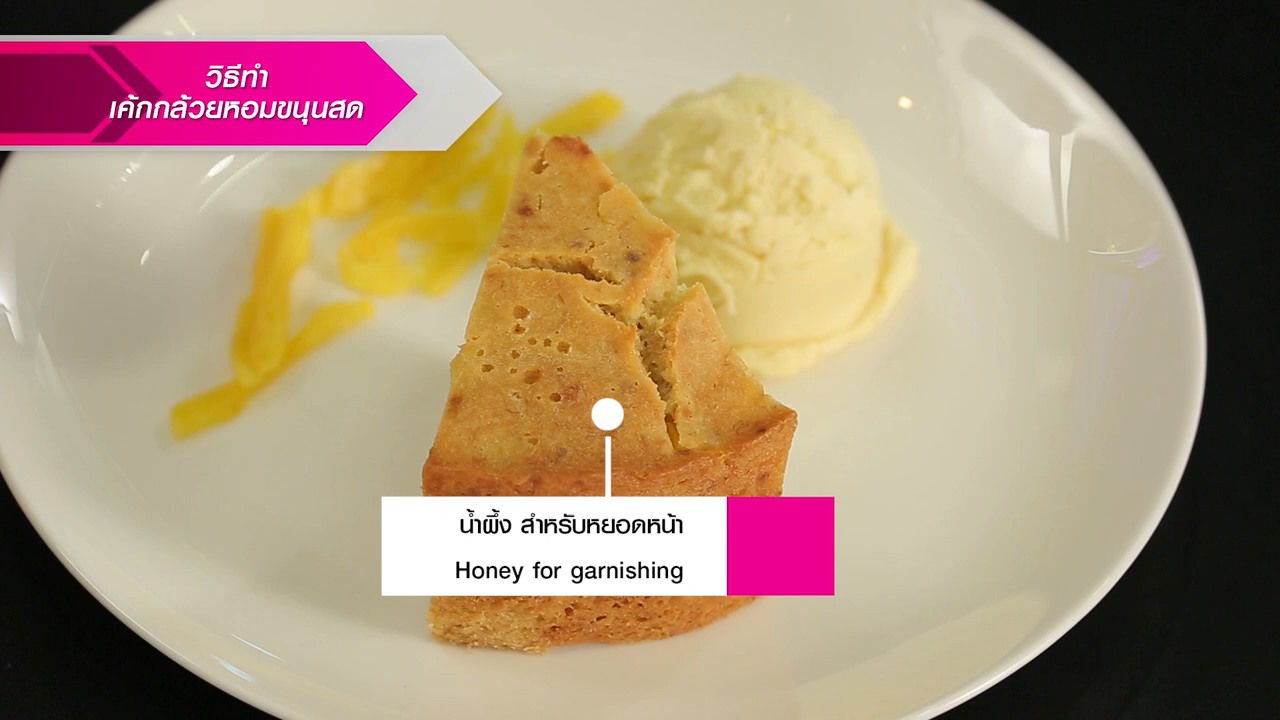 วิธีทำ
เค้กกล้วยหอมขนุนสด
น้ำผึ้ง สำหรับหยอดหน้า
Honey for garnishing